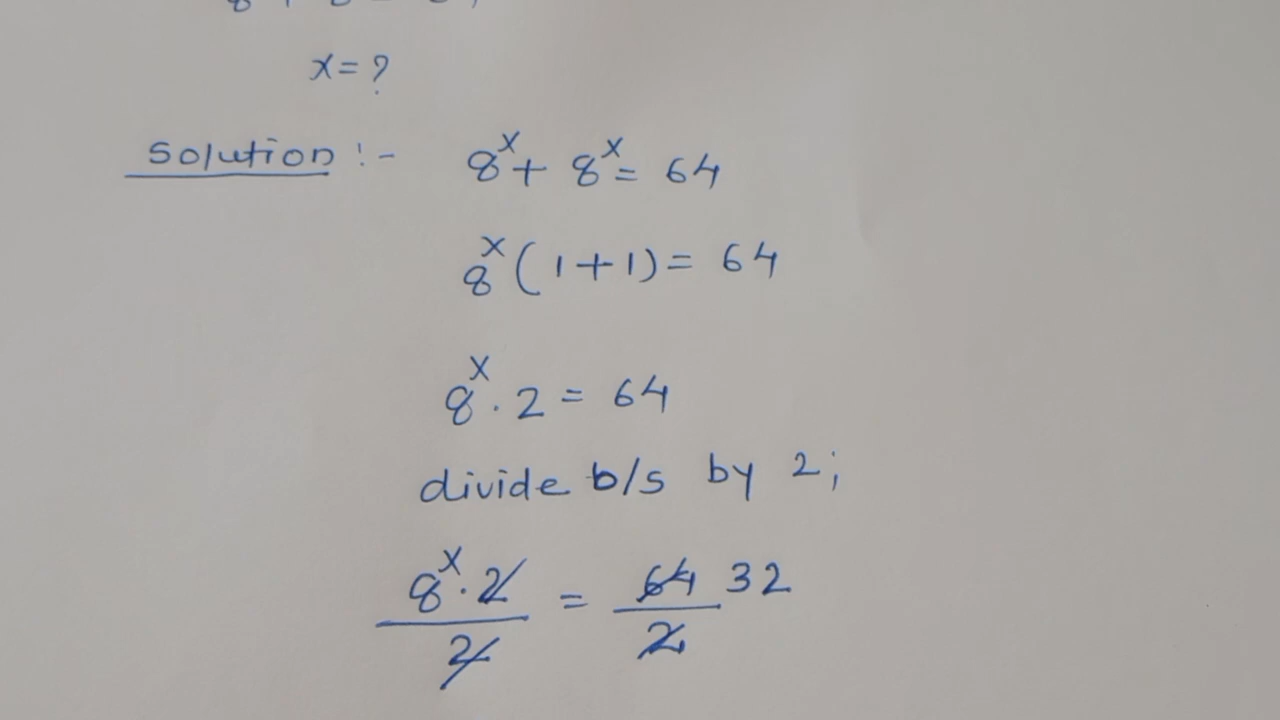 x = ?
Solution :- 8^x + 8^x = 64
8^x (1+1) = 64
8^x . 2 = 64
divide b/s by 2;
8^x . 2 / 2 = 64 / 2 32